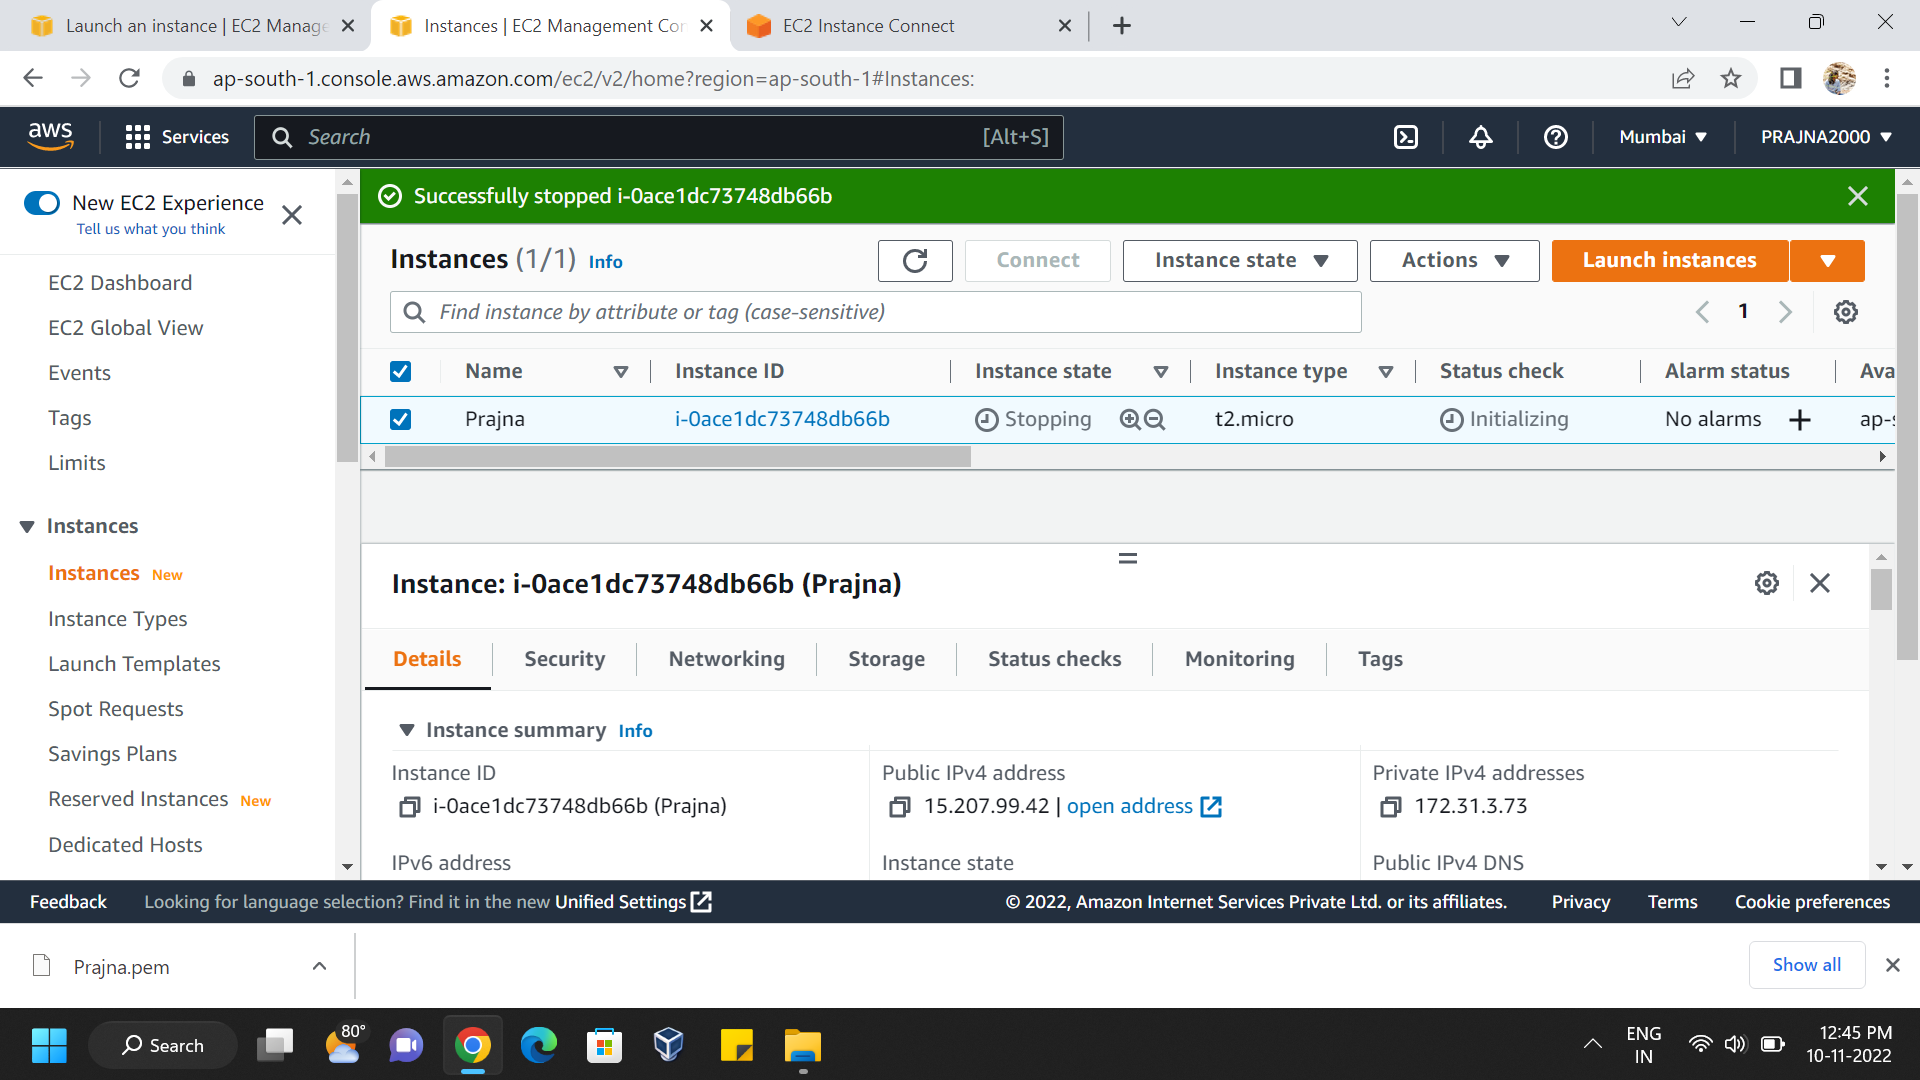 Launch an instance | EC2 Manage
Instances | EC2 Management Cor
EC2 Instance Connect
ap-south-1.console.aws.amazon.com/ec2/v2/home?region=ap-south-1#Instances:
aws
Services
Search
[Alt+S]
Mumbai
PRAJNA2000
New EC2 Experience
Tell us what you think
EC2 Dashboard
EC2 Global View
Events
Tags
Limits
Instances
Instances New
Instance Types
Launch Templates
Spot Requests
Savings Plans
Reserved Instances New
Dedicated Hosts
Successfully stopped i-0ace1dc73748db66b
Instances (1/1) Info
Connect
Instance state
Actions
Launch instances
Find instance by attribute or tag (case-sensitive)
1
Name
Instance ID
Instance state
Instance type
Status check
Alarm status
Ava
Prajna
i-0ace1dc73748db66b
Stopping
t2.micro
Initializing
No alarms
ap-s
Instance: i-0ace1dc73748db66b (Prajna)
Details
Security
Networking
Storage
Status checks
Monitoring
Tags
Instance summary Info
Instance ID
i-0ace1dc73748db66b (Prajna)
Public IPv4 address
15.207.99.42 | open address
Private IPv4 addresses
172.31.3.73
IPv6 address
Instance state
Public IPv4 DNS
Feedback
Looking for language selection? Find it in the new Unified Settings
© 2022, Amazon Internet Services Private Ltd. or its affiliates.
Privacy
Terms
Cookie preferences
Prajna.pem
Show all
Search
80°
ENG
IN
12:45 PM
10-11-2022